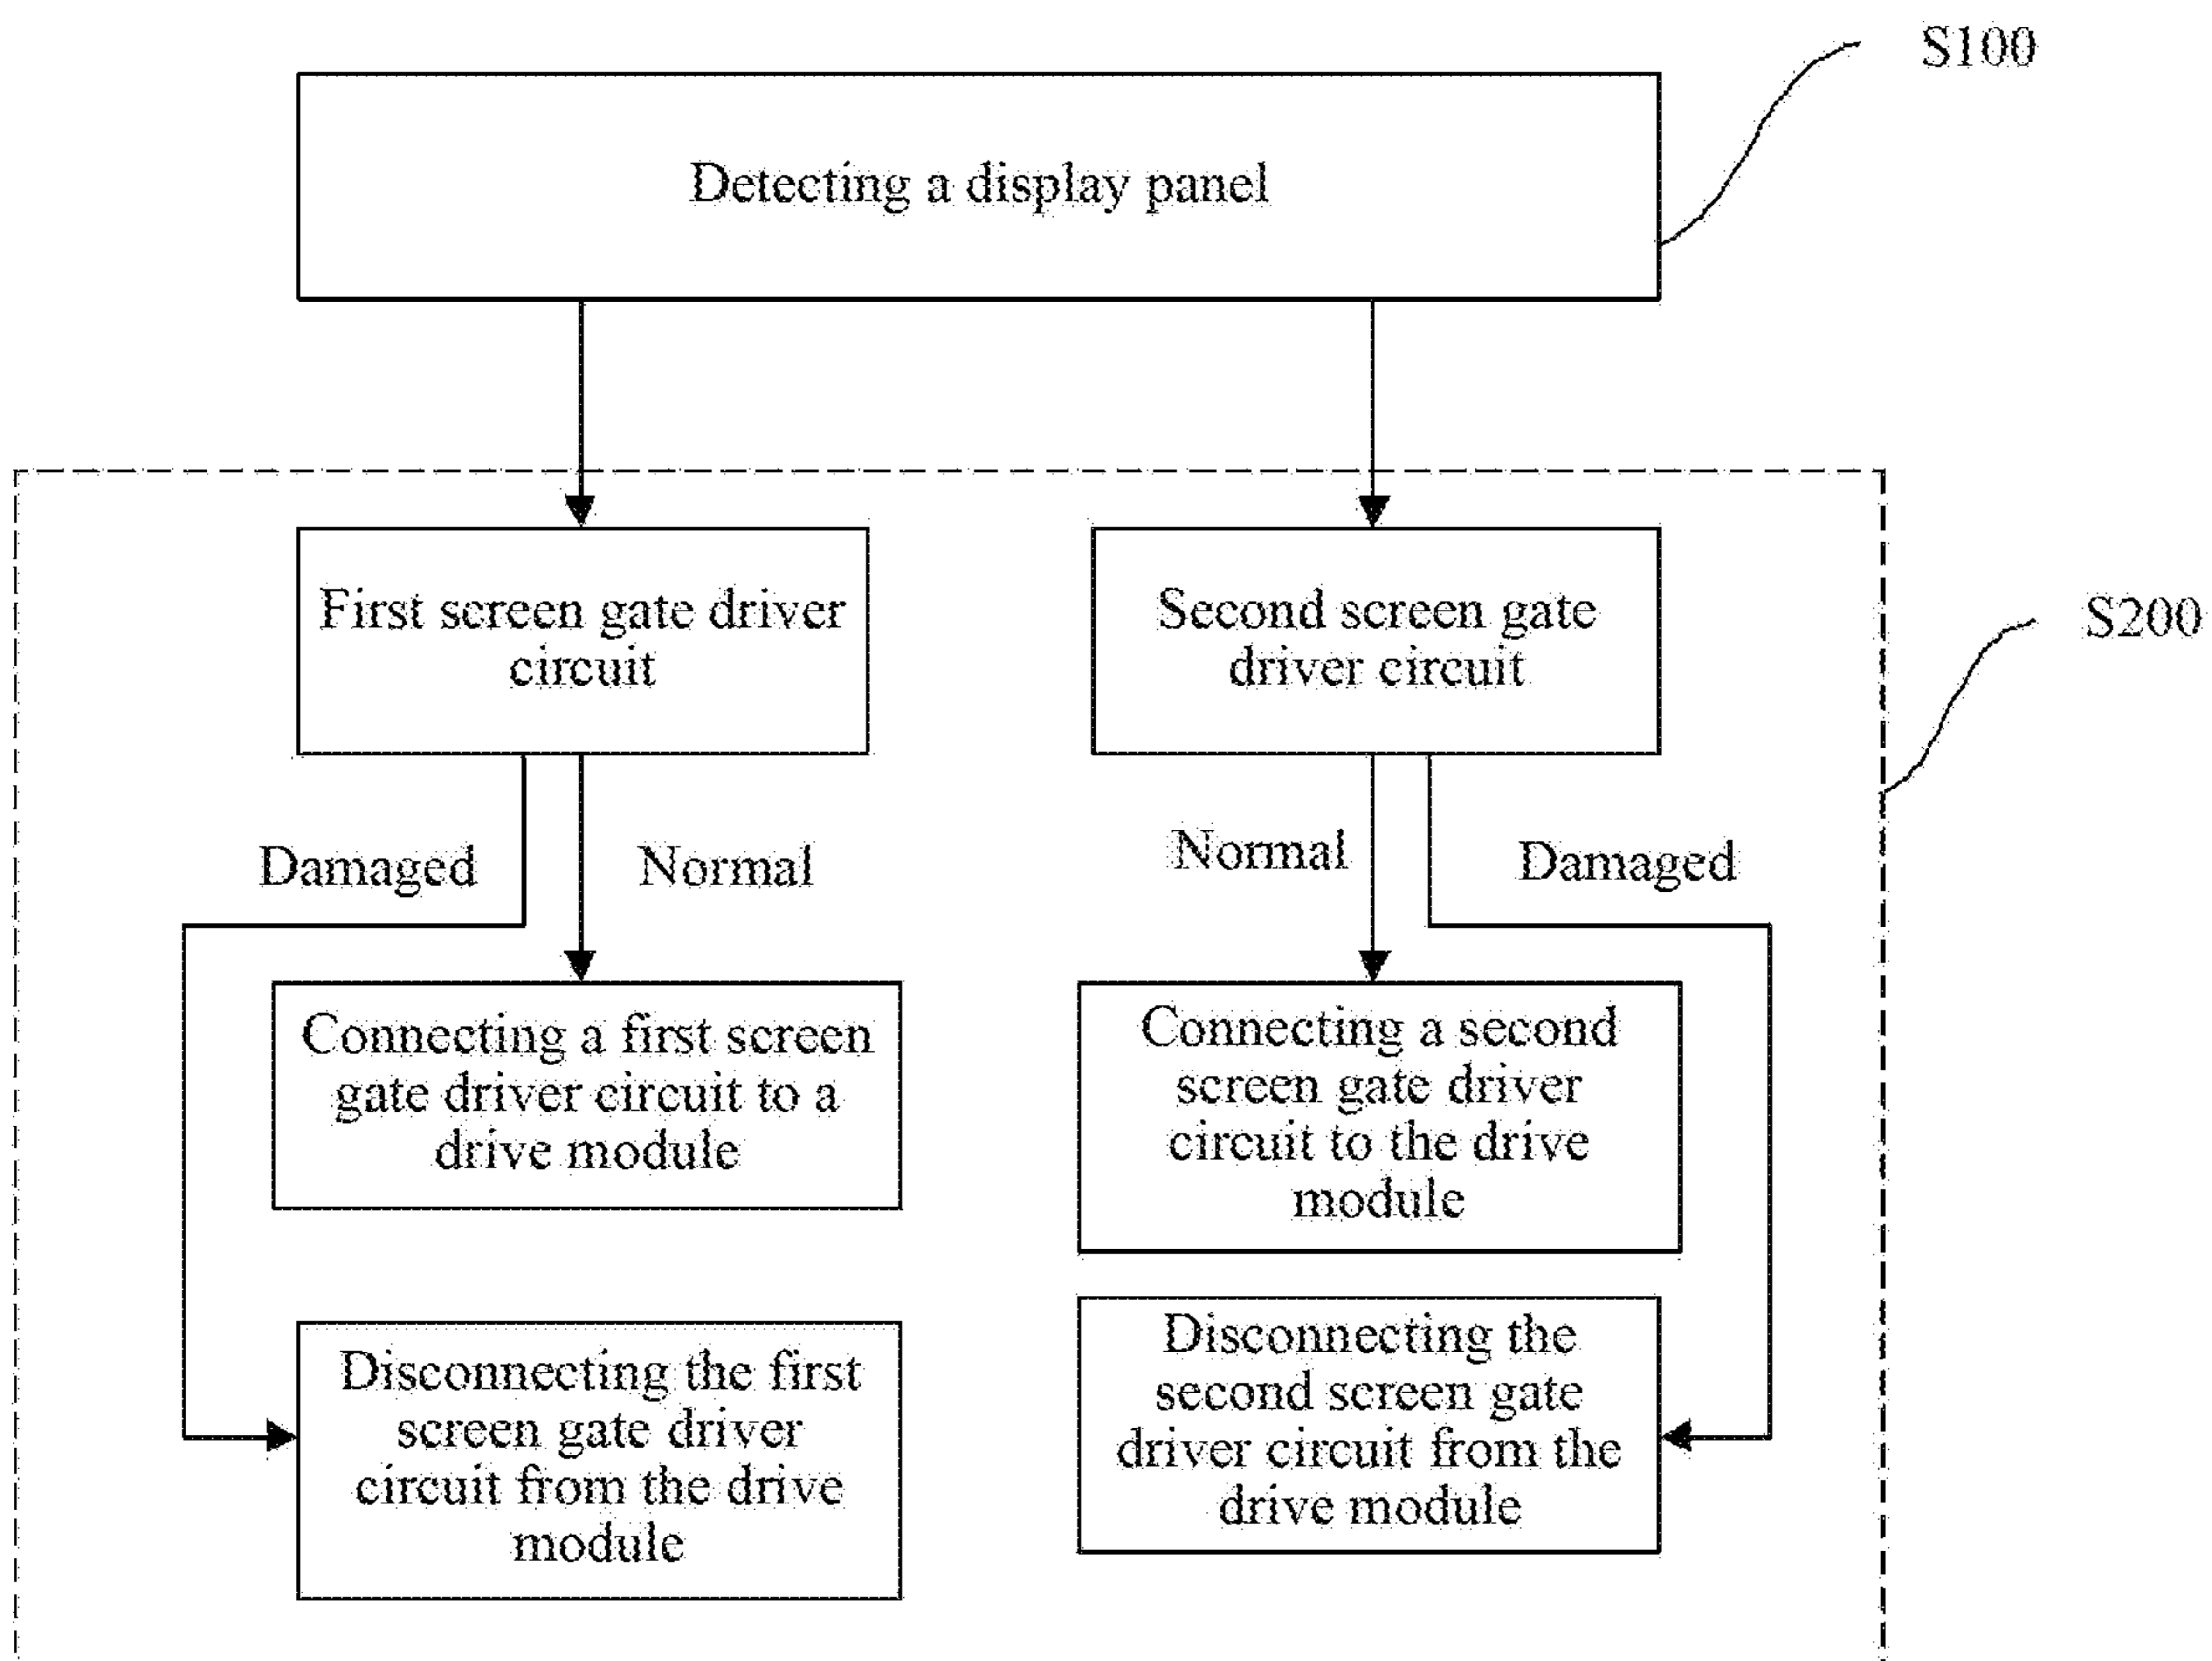 S100
Detecting a display panel
S200
First screen gate driver
circuit
Second screen gate
driver circuit
Damaged
Normal
Normal
Damaged
Connecting a first screen
gate driver circuit to a
drive module
Connecting a second
screen gate driver
circuit to the drive
module
Disconnecting the first
screen gate driver
circuit from the drive
module
Disconnecting the
second screen gate
driver circuit from the
drive module